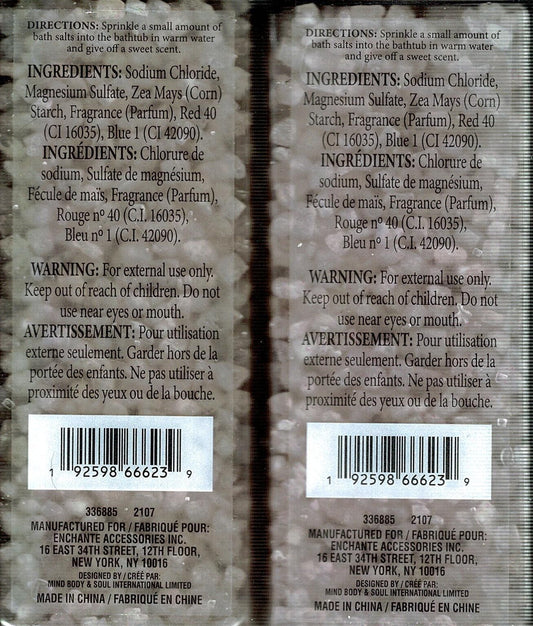 DIRECTIONS: Sprinkle a small amount of
bath salts into the bathtub in warm water
and give off a sweet scent.
INGREDIENTS: Sodium Chloride,
Magnesium Sulfate, Zea Mays (Corn)
Starch, Fragrance (Parfum), Red 40
(CI 16035), Blue 1 (CI 42090).
INGRÉDIENTS: Chlorure de
sodium, Sulfate de magnésium,
Fécule de maïs, Fragrance (Parfum),
Rouge nº 40 (C.I. 16035),
Bleu nº 1 (C.I. 42090).
WARNING: For external use only.
Keep out of reach of children. Do not
use near eyes or mouth.
AVERTISSEMENT: Pour utilisation
externe seulement. Garder hors de la
portée des enfants. Ne pas utiliser à
proximité des yeux ou de la bouche.
1 92598 66623 9
336885 2107
MANUFACTURED FOR / FABRIQUÉ POUR:
ENCHANTE ACCESSORIES INC.
16 EAST 34TH STREET, 12TH FLOOR,
NEW YORK, NY 10016
DESIGNED BY / CRÉÉ PAR:
MIND BODY & SOUL INTERNATIONAL LIMITED
MADE IN CHINA / FABRIQUÉ EN CHINE
DIRECTIONS: Sprinkle a small amount of
bath salts into the bathtub in warm water
and give off a sweet scent.
INGREDIENTS: Sodium Chloride,
Magnesium Sulfate, Zea Mays (Corn)
Starch, Fragrance (Parfum), Red 40
(CI 16035), Blue 1 (CI 42090).
INGRÉDIENTS: Chlorure de
sodium, Sulfate de magnésium,
Fécule de maïs, Fragrance (Parfum),
Rouge nº 40 (C.I. 16035),
Bleu nº 1 (C.I. 42090).
WARNING: For external use only.
Keep out of reach of children. Do not
use near eyes or mouth.
AVERTISSEMENT: Pour utilisation
externe seulement. Garder hors de la
portée des enfants. Ne pas utiliser à
proximité des yeux ou de la bouche.
1 92598 66623 9
336885 2107
MANUFACTURED FOR / FABRIQUÉ POUR:
ENCHANTE ACCESSORIES INC.
16 EAST 34TH STREET, 12TH FLOOR,
NEW YORK, NY 10016
DESIGNED BY / CRÉÉ PAR:
MIND BODY & SOUL INTERNATIONAL LIMITED
MADE IN CHINA / FABRIQUÉ EN CHINE